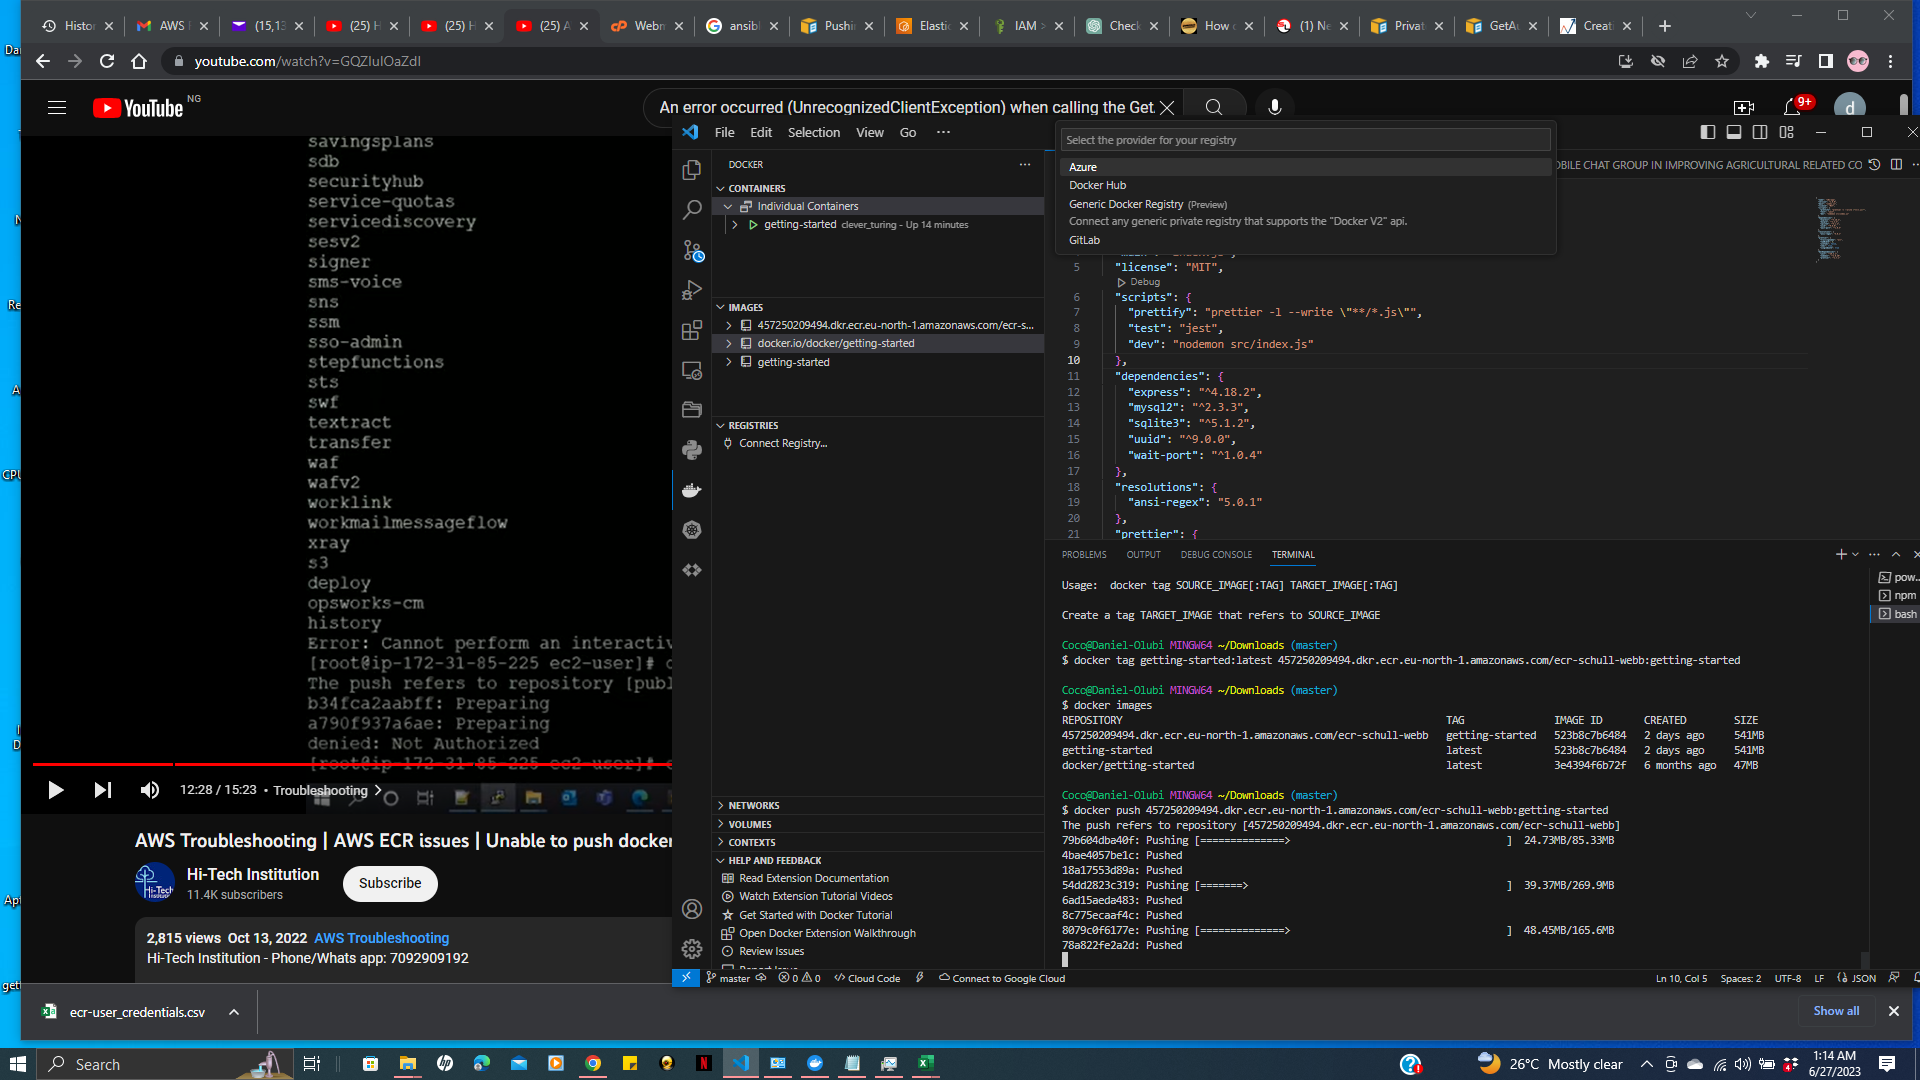 Histor
AWS F
(15,13
(25) H
(25) H
(25) A
Webm
ansibl
Pushi
Elastic
IAM >
Check
How
(1) Ne
Privat
GetAu
Creati
youtube.com/watch?v=GQZIuIOaZdI
YouTube NG
An error occurred (UnrecognizedClientException) when calling the Get.
9+
d
savingsplans
sdb
securityhub
service-quotas
servicediscovery
sesv2
signer
sms-voice
sns
ssm
sso-admin
stepfunctions
sts
swf
textract
transfer
waf
wafv2
worklink
workmailmessageflow
xray
s3
deploy
opsworks-cm
history
Error: Cannot perform an interactiv
[root@ip-172-31-85-225 ec2-user]# d
The push refers to repository [publ
b34fca2aabff: Preparing
a790f937a6ae: Preparing
denied: Not Authorized
[root@ip-172-31-85-225 ec2-user]#
12:28 / 15:23 • Troubleshooting
AWS Troubleshooting | AWS ECR issues | Unable to push docker
Hi-Tech Institution
11.4K subscribers
Subscribe
2,815 views Oct 13, 2022 AWS Troubleshooting
Hi-Tech Institution - Phone/Whats app: 7092909192
File Edit Selection View Go ···
DOCKER
CONTAINERS
Individual Containers
getting-started clever_turing - Up 14 minutes
IMAGES
457250209494.dkr.ecr.eu-north-1.amazonaws.com/ecr-s...
docker.io/docker/getting-started
getting-started
REGISTRIES
Connect Registry...
NETWORKS
VOLUMES
CONTEXTS
HELP AND FEEDBACK
Read Extension Documentation
Watch Extension Tutorial Videos
Get Started with Docker Tutorial
Open Docker Extension Walkthrough
Review Issues
Report Issue
Select the provider for your registry
Azure
Docker Hub
Generic Docker Registry (Preview)
Connect any generic private registry that supports the "Docker V2" api.
GitLab
OBILE CHAT GROUP IN IMPROVING AGRICULTURAL RELATED CO
5 "license": "MIT",
Debug
6 "scripts": {
7 "prettify": "prettier -l --write \"**/*.js\"",
8 "test": "jest",
9 "dev": "nodemon src/index.js"
10 },
11 "dependencies": {
12 "express": "^4.18.2",
13 "mysql2": "^2.3.3",
14 "sqlite3": "^5.1.2",
15 "uuid": "^9.0.0",
16 "wait-port": "^1.0.4"
17 },
18 "resolutions": {
19 "ansi-regex": "5.0.1"
20 },
21 "prettier": {
PROBLEMS OUTPUT DEBUG CONSOLE TERMINAL
pow...
npm
bash
Usage: docker tag SOURCE_IMAGE[:TAG] TARGET_IMAGE[:TAG]
Create a tag TARGET_IMAGE that refers to SOURCE_IMAGE
Coco@Daniel-Olubi MINGW64 ~/Downloads (master)
$ docker tag getting-started:latest 457250209494.dkr.ecr.eu-north-1.amazonaws.com/ecr-schull-webb:getting-started
Coco@Daniel-Olubi MINGW64 ~/Downloads (master)
$ docker images
REPOSITORY TAG IMAGE ID CREATED SIZE
457250209494.dkr.ecr.eu-north-1.amazonaws.com/ecr-schull-webb getting-started 523b8c7b6484 2 days ago 541MB
getting-started latest 523b8c7b6484 2 days ago 541MB
docker/getting-started latest 3e4394f6b72f 6 months ago 47MB
Coco@Daniel-Olubi MINGW64 ~/Downloads (master)
$ docker push 457250209494.dkr.ecr.eu-north-1.amazonaws.com/ecr-schull-webb:getting-started
The push refers to repository [457250209494.dkr.ecr.eu-north-1.amazonaws.com/ecr-schull-webb]
79b604dba40f: Pushing [==============> ] 24.73MB/85.33MB
4bae4057be1c: Pushed
18a17553d89a: Pushed
54dd2823c319: Pushing [=======> ] 39.37MB/269.9MB
6ad15aeda483: Pushed
8c775ecaaf4c: Pushed
8079c0f6177e: Pushing [==============> ] 48.45MB/165.6MB
78a822fe2a2d: Pushed
master 0 0 Cloud Code Connect to Google Cloud
Ln 10, Col 5 Spaces: 2 UTF-8 LF JSON
ecr-user_credentials.csv
Show all
Search
26°C Mostly clear
1:14 AM
6/27/2023